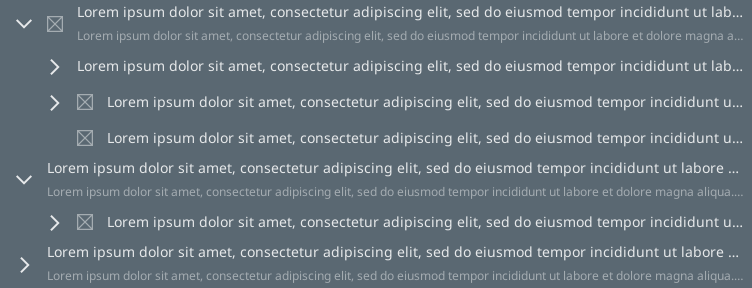 Lorem ipsum dolor sit amet, consectetur adipiscing elit, sed do eiusmod tempor incididunt ut lab...
Lorem ipsum dolor sit amet, consectetur adipiscing elit, sed do eiusmod tempor incididunt ut labore et dolore magna a...
Lorem ipsum dolor sit amet, consectetur adipiscing elit, sed do eiusmod tempor incididunt ut lab...
Lorem ipsum dolor sit amet, consectetur adipiscing elit, sed do eiusmod tempor incididunt u...
Lorem ipsum dolor sit amet, consectetur adipiscing elit, sed do eiusmod tempor incididunt u...
Lorem ipsum dolor sit amet, consectetur adipiscing elit, sed do eiusmod tempor incididunt ut labore ...
Lorem ipsum dolor sit amet, consectetur adipiscing elit, sed do eiusmod tempor incididunt ut labore et dolore magna aliqua....
Lorem ipsum dolor sit amet, consectetur adipiscing elit, sed do eiusmod tempor incididunt u...
Lorem ipsum dolor sit amet, consectetur adipiscing elit, sed do eiusmod tempor incididunt ut labore ...
Lorem ipsum dolor sit amet, consectetur adipiscing elit, sed do eiusmod tempor incididunt ut labore et dolore magna aliqua....